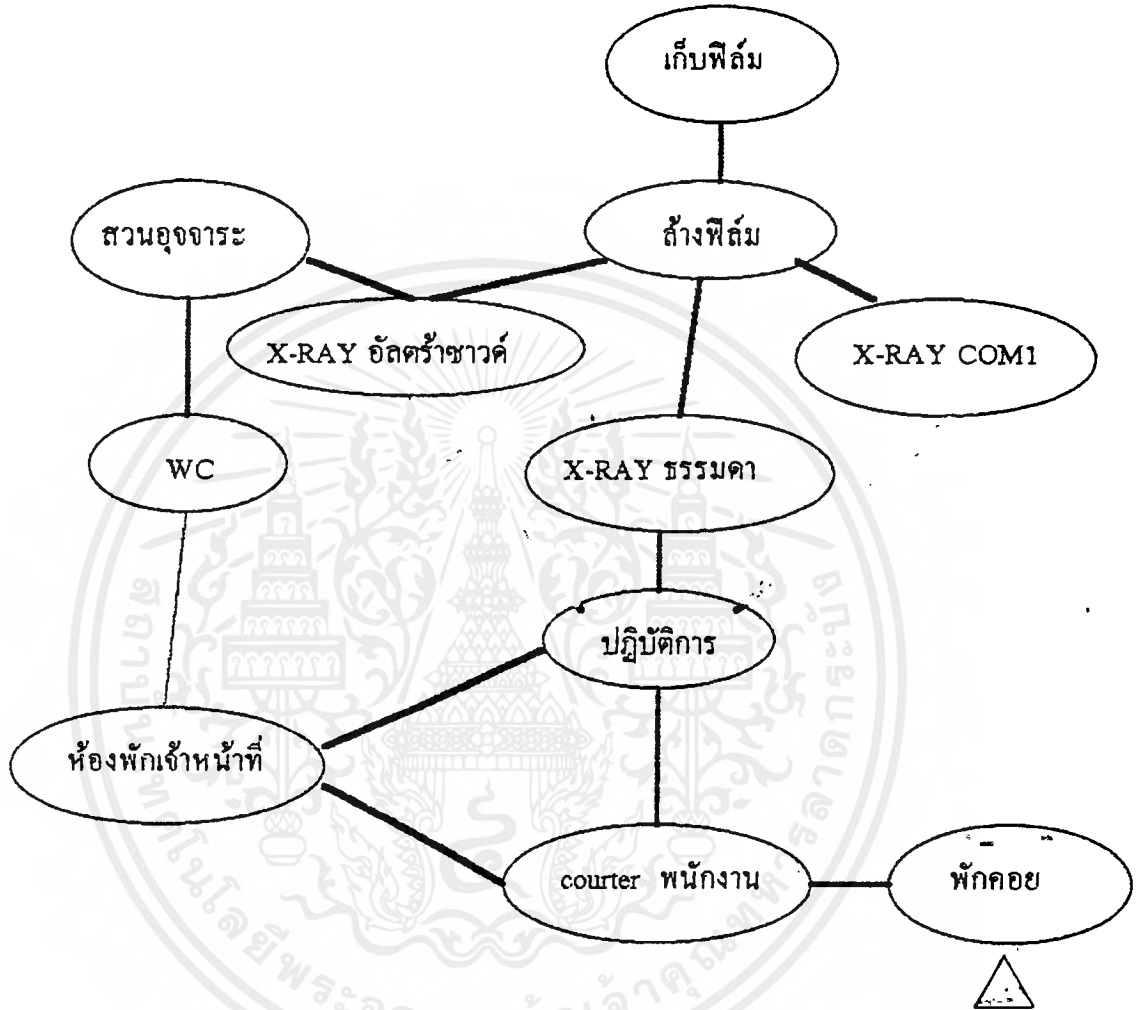 เก็บฟีล์ม
สวนอุจจาระ
ล้างฟีล์ม
X-RAY อัลตร้าซาวด์
X-RAY COM1
WC
X-RAY ธรรมดา
ปฎิบัติการ
ห้องพักเจ้าหน้าที่
courter พนักงาน
พักคอย